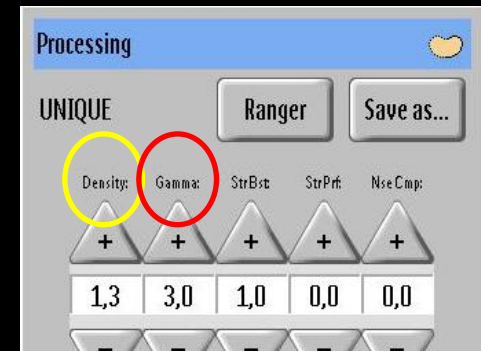 Processing
UNIQUE Ranger Save as...
Density: Gamma: StrBst: StrPrf: NseCmp:
+ + + + +
1,3 3,0 1,0 0,0 0,0
- - - - -